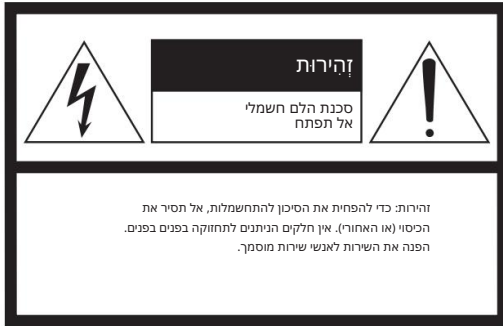 זְהִירוּת
סכנת הלם חשמלי
אל תפתח
זהירות: כדי להפחית את הסיכון להתחשמלות, אל תסיר את
הכיסוי (או האחורי). אין חלקים הניתנים לתחזוקה בפנים בפנים.
הפנה את השירות לאנשי שירות מוסמך.